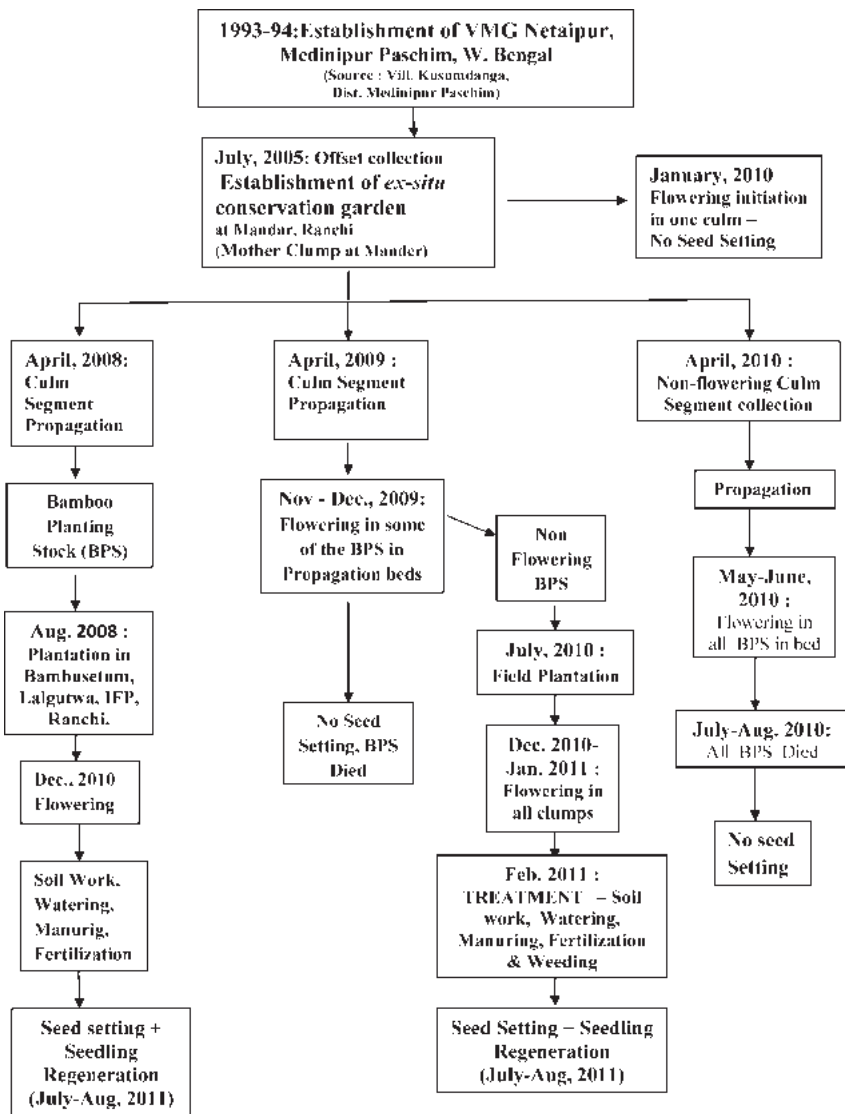 1993-94:Establishment of VMG Netaipur,
Medinipur Paschim, W. Bengal
(Source : Vill. Kusumdanga,
Dist. Medinipur Paschim)
July, 2005: Offset collection
Establishment of ex-situ
conservation garden
at Mandar, Ranchi
(Mother Clump at Mander)
January, 2010
Flowering initiation
in one culm –
No Seed Setting
April, 2008:
Culm
Segment
Propagation
Bamboo
Planting
Stock (BPS)
Aug. 2008 :
Plantation in
Bambusetum,
Lalgutwa, IFP,
Ranchi.
Dec., 2010
Flowering
Soil Work,
Watering,
Manurig,
Fertilization
Seed setting +
Seedling
Regeneration
(July-Aug, 2011)
April, 2009 :
Culm Segment
Propagation
Nov - Dec., 2009:
Flowering in some
of the BPS in
Propagation beds
No Seed
Setting, BPS
Died
Non
Flowering
BPS
July, 2010 :
Field Plantation
Dec. 2010-
Jan. 2011 :
Flowering in
all clumps
Feb. 2011 :
TREATMENT – Soil
work, Watering,
Manuring, Fertilization
& Weeding
Seed Setting – Seedling
Regeneration
(July-Aug, 2011)
April, 2010 :
Non-flowering Culm
Segment collection
Propagation
May-June,
2010 :
Flowering in
all BPS in bed
July-Aug. 2010:
All BPS Died
No seed
Setting